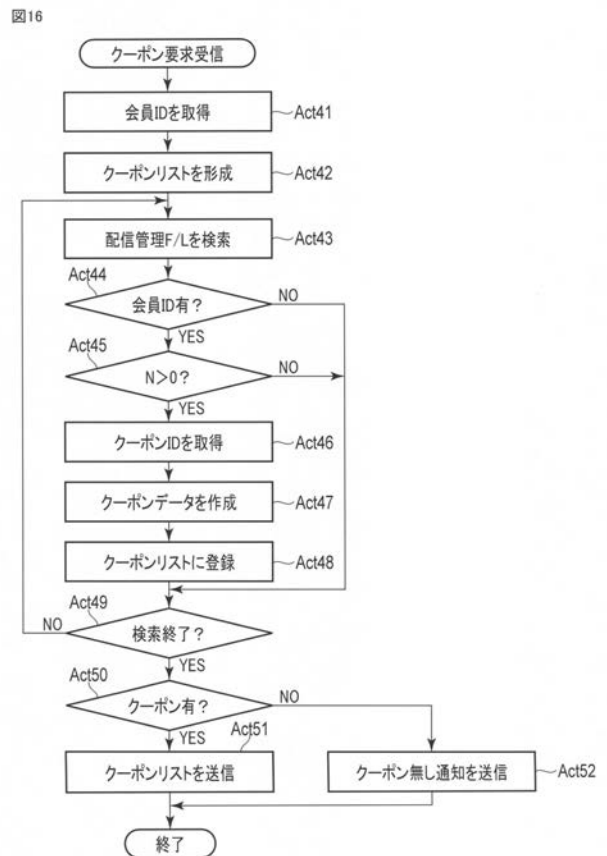 図16
クーポン要求受信
会員IDを取得
Act41
クーポンリストを形成
Act42
配信管理F/Lを検索
Act43
Act44
会員ID有？
NO
YES
Act45
N＞0？
NO
YES
クーポンIDを取得
Act46
クーポンデータを作成
Act47
クーポンリストに登録
Act48
Act49
NO
検索終了？
YES
Act50
クーポン有？
NO
YES
Act51
クーポンリストを送信
クーポン無し通知を送信
Act52
終了